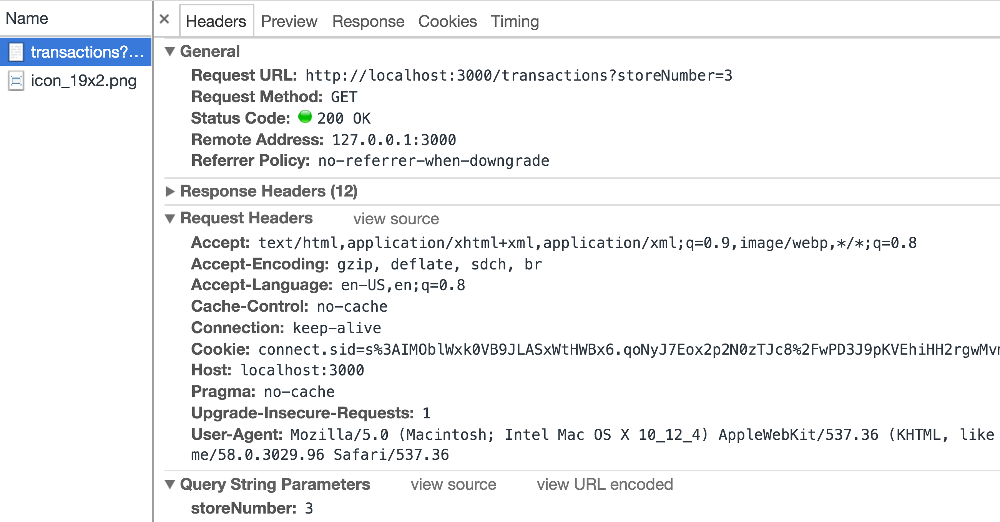 Name
× Headers Preview Response Cookies Timing
transactions?...
icon_19x2.png
General
Request URL: http://localhost:3000/transactions?storeNumber=3
Request Method: GET
Status Code: 200 OK
Remote Address: 127.0.0.1:3000
Referrer Policy: no-referrer-when-downgrade
Response Headers (12)
Request Headers view source
Accept: text/html,application/xhtml+xml,application/xml;q=0.9,image/webp,*/*;q=0.8
Accept-Encoding: gzip, deflate, sdch, br
Accept-Language: en-US,en;q=0.8
Cache-Control: no-cache
Connection: keep-alive
Cookie: connect.sid=s%3AIMOblWxk0VB9JLASxWtHWBx6.qoNyJ7Eox2p2N0zTJc8%2FwPD3J9pKVEhiHH2rgwMv
Host: localhost:3000
Pragma: no-cache
Upgrade-Insecure-Requests: 1
User-Agent: Mozilla/5.0 (Macintosh; Intel Mac OS X 10_12_4) AppleWebKit/537.36 (KHTML, like
me/58.0.3029.96 Safari/537.36
Query String Parameters view source view URL encoded
storeNumber: 3